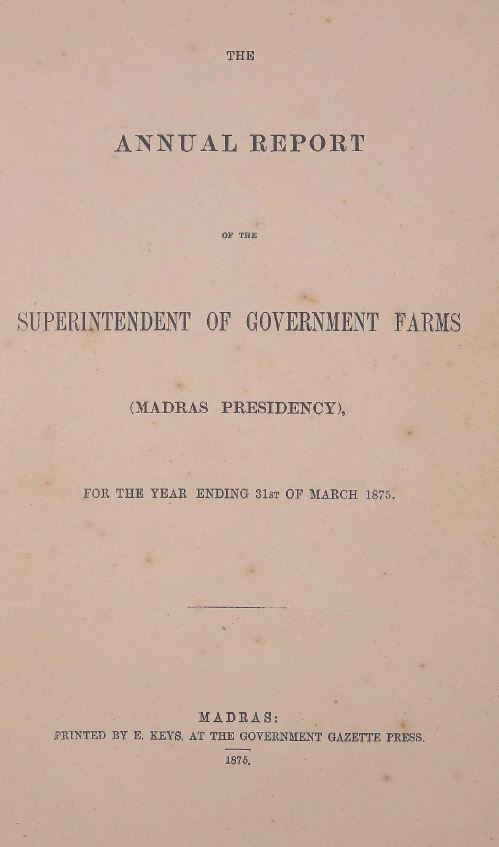 THE
ANNUAL REPORT
OF THE
SUPERINTENDENT OF GOVERNMENT FARMS
(MADRAS PRESIDENCY),
FOR THE YEAR ENDING 31ST OF MARCH 1875.
MADRAS:
PRINTED BY E. KEYS, AT THE GOVERNMENT GAZETTE PRESS.
1875.